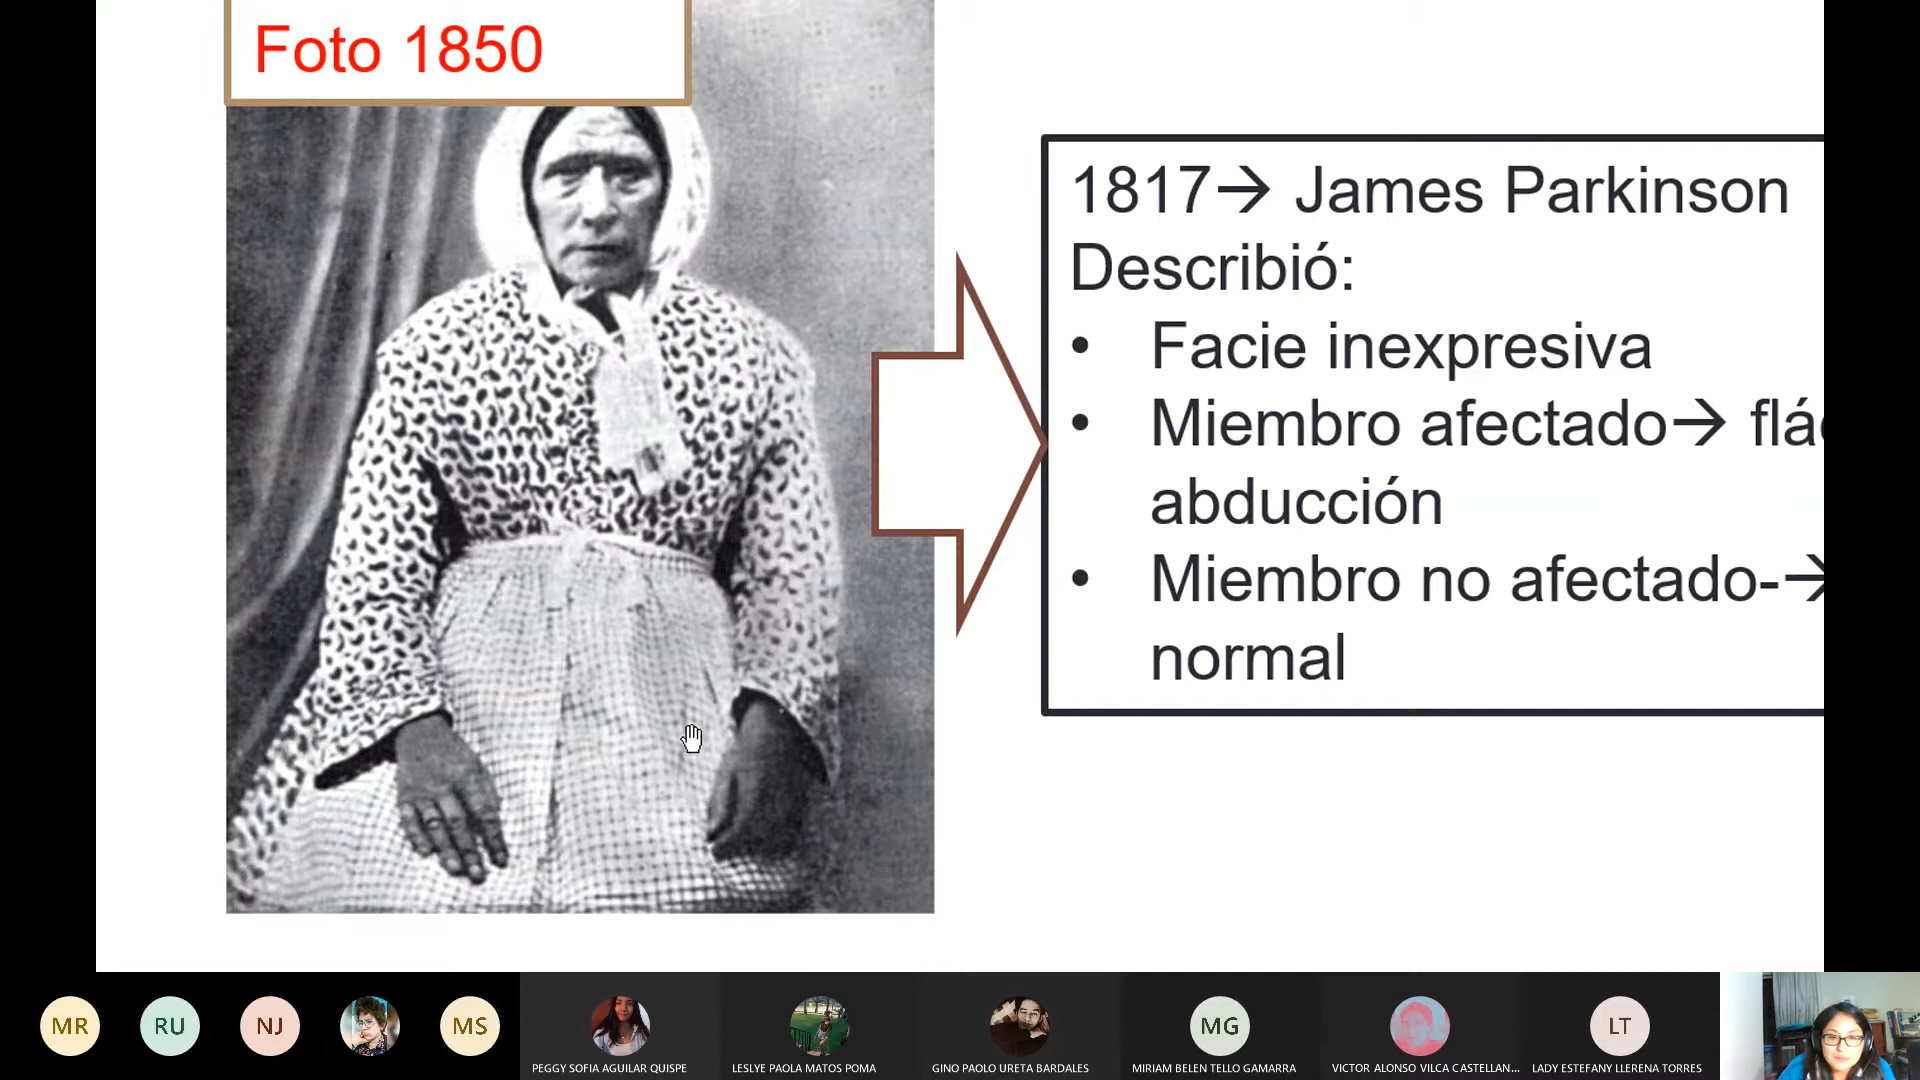 Foto 1850
1817→ James Parkinson
Describió:
• Facie inexpresiva
• Miembro afectado→
abducción
• Miembro no afectado-→
normal
MR RU NJ MS MG LT
PEGGY SOFIA AGUILAR QUISPE LESLYE PAOLA MATOS POMA GINO PAOLO URETA BARDALES MIRIAM BELEN TELLO GAMARRA VICTOR ALONSO VILCA CASTELLAN... LADY ESTEFANY LLERENA TORRES